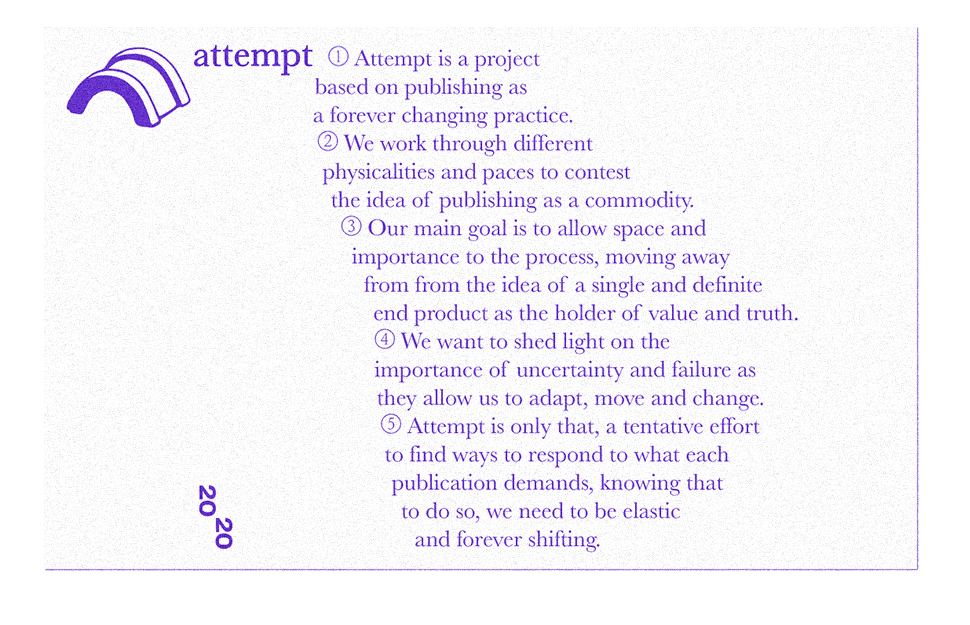 attempt ① Attempt is a project
based on publishing as
a forever changing practice.
② We work through different
physicalities and paces to contest
the idea of publishing as a commodity.
③ Our main goal is to allow space and
importance to the process, moving away
from from the idea of a single and definite
end product as the holder of value and truth.
④ We want to shed light on the
importance of uncertainty and failure as
they allow us to adapt, move and change.
⑤ Attempt is only that, a tentative effort
to find ways to respond to what each
publication demands, knowing that
to do so, we need to be elastic
and forever shifting.
20
20